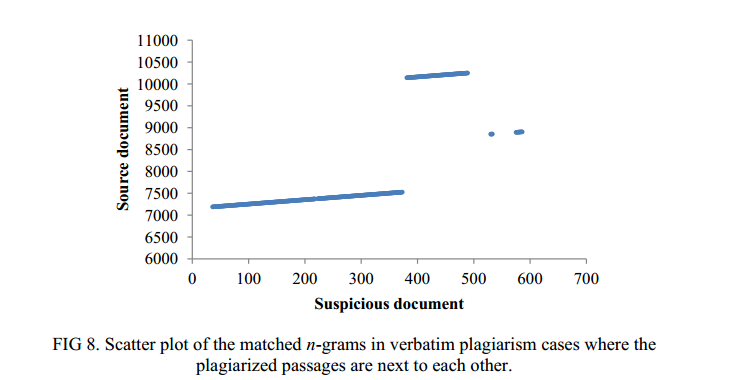 11000
10500
10000
9500
9000
8500
8000
7500
7000
6500
6000
Source document
0 100 200 300 400 500 600 700
Suspicious document
FIG 8. Scatter plot of the matched n-grams in verbatim plagiarism cases where the
plagiarized passages are next to each other.